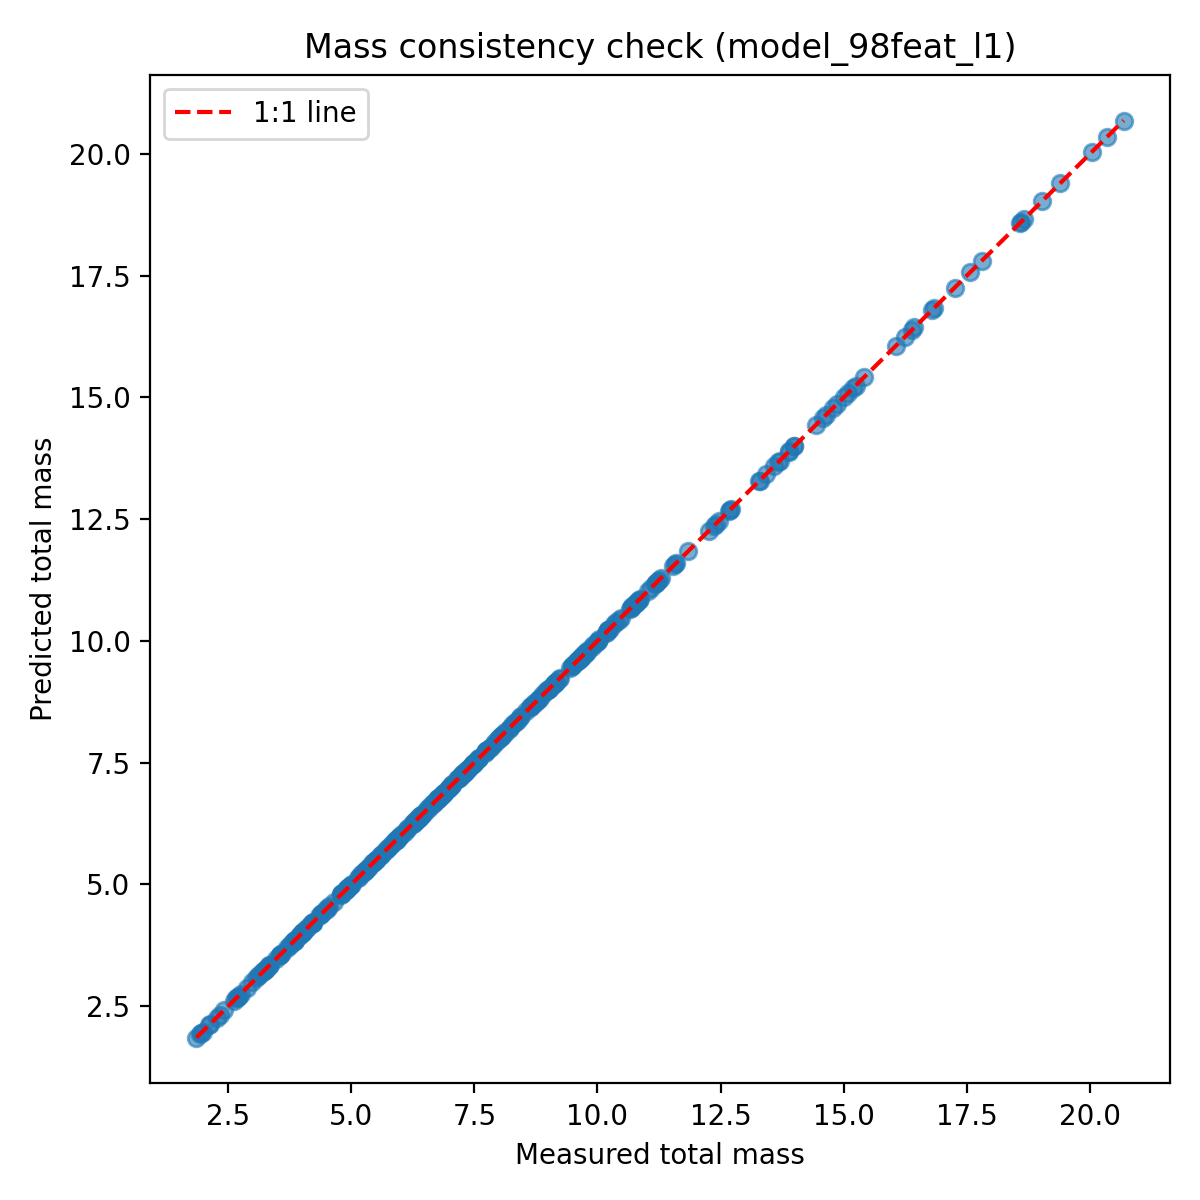 Mass consistency check (model_98feat_l1)
1:1 line
20.0
17.5
15.0
12.5
10.0
7.5
5.0
2.5
Predicted total mass
2.5 5.0 7.5 10.0 12.5 15.0 17.5 20.0
Measured total mass